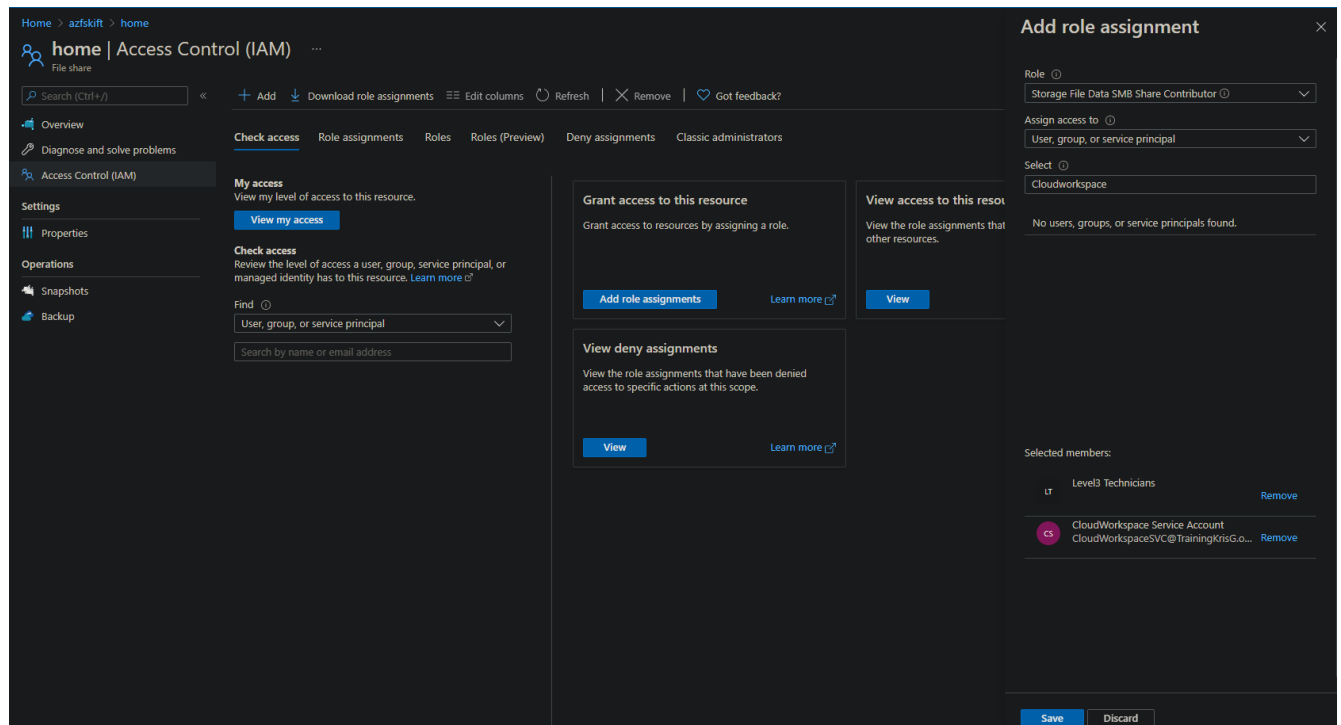 Home > azfskift > home
home | Access Control (IAM) ...
File share
Search (Ctrl+/)
«
Overview
Diagnose and solve problems
Access Control (IAM)
Settings
Properties
Operations
Snapshots
Backup
+ Add
Download role assignments
Edit columns
Refresh
Remove
Got feedback?
Check access
Role assignments
Roles
Roles (Preview)
Deny assignments
Classic administrators
My access
View my level of access to this resource.
View my access
Check access
Review the level of access a user, group, service principal, or
managed identity has to this resource. Learn more
Find
User, group, or service principal
Search by name or email address
Grant access to this resource
Grant access to resources by assigning a role.
Add role assignments
Learn more
View access to this resou
View the role assignments that
other resources.
View
View deny assignments
View the role assignments that have been denied
access to specific actions at this scope.
View
Learn more
Add role assignment
Role
Storage File Data SMB Share Contributor
Assign access to
User, group, or service principal
Select
Cloudworkspace
No users, groups, or service principals found.
Selected members:
LT
Level3 Technicians
Remove
CS
CloudWorkspace Service Account
CloudWorkspaceSVC@TrainingKrisG.o...
Remove
Save
Discard